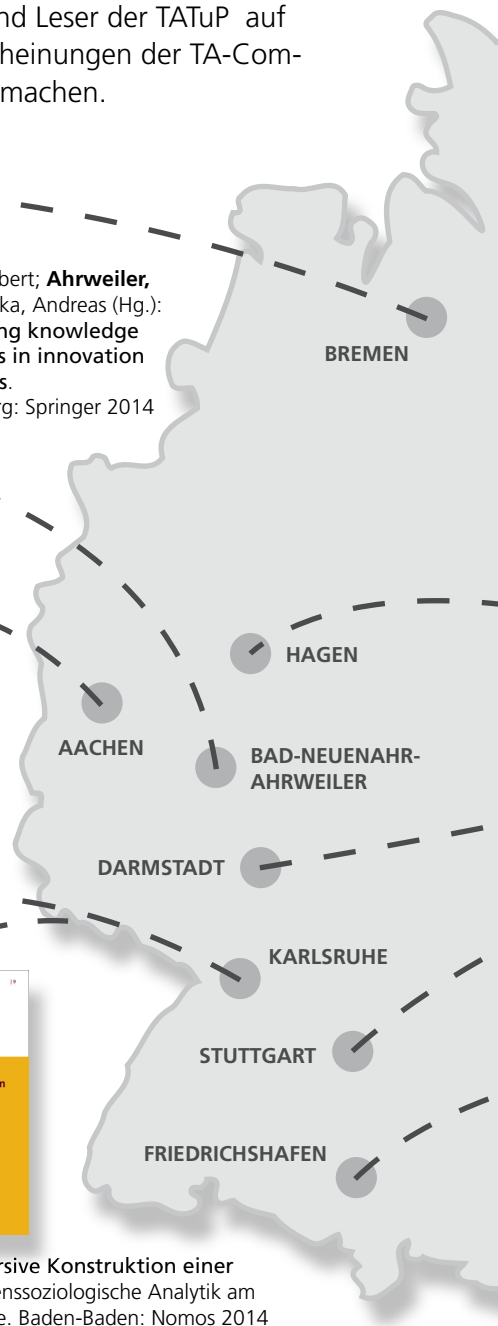 nd Leser der TATuP auf
cheinungen der TA-Com-
machen.
bert; Ahrweiler,
ka, Andreas (Hg.):
ng knowledge
s in innovation
s.
rg: Springer 2014
BREMEN
HAGEN
AACHEN
BAD-NEUENAHR-
AHRWEILER
DARMSTADT
KARLSRUHE
STUTTGART
FRIEDRICHSHAFEN
rsive Konstruktion einer
enssoziologische Analytik am
e. Baden-Baden: Nomos 2014